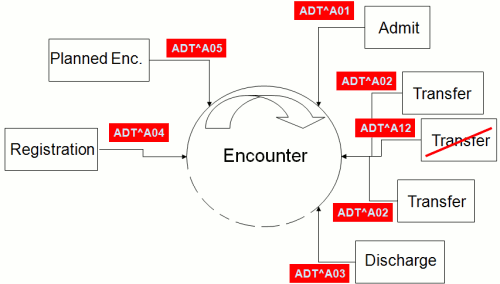 ADT^A01
Admit
ADT^A05
Planned Enc.
ADT^A02
Transfer
ADT^A04
Registration
ADT^A12
Transfer
Encounter
ADT^A02
Transfer
ADT^A03
Discharge